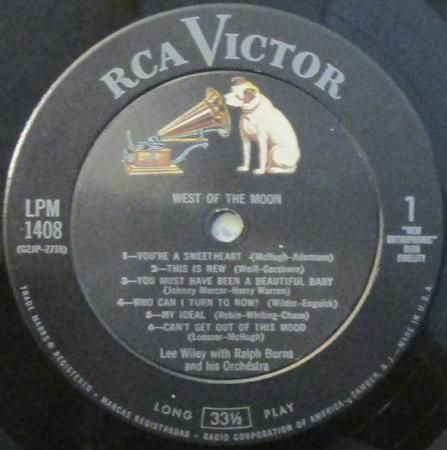 RCA VICTOR
WEST OF THE MOON
LPM
1408
(G2JP-7718)
1
"NEW
ORTHOPHONIC"
HIGH
FIDELITY
1—YOU'RE A SWEETHEART (McHugh-Adamson)
2—THIS IS NEW (Weill-Gershwin)
3—YOU MUST HAVE BEEN A BEAUTIFUL BABY
(Johnny Mercer-Harry Warren)
4—WHO CAN I TURN TO NOW? (Wilder-Enguick)
5—MY IDEAL (Robin-Whiting-Chase)
6—CAN'T GET OUT OF THIS MOOD
(Loesser-McHugh)
Lee Wiley with Ralph Burns
and his Orchestra
LONG 33⅓ PLAY
TRADE MARKS ® REGISTERED • MARCAS REGISTRADAS • RADIO CORPORATION OF AMERICA—CAMDEN, N.J.—MADE IN U.S.A.